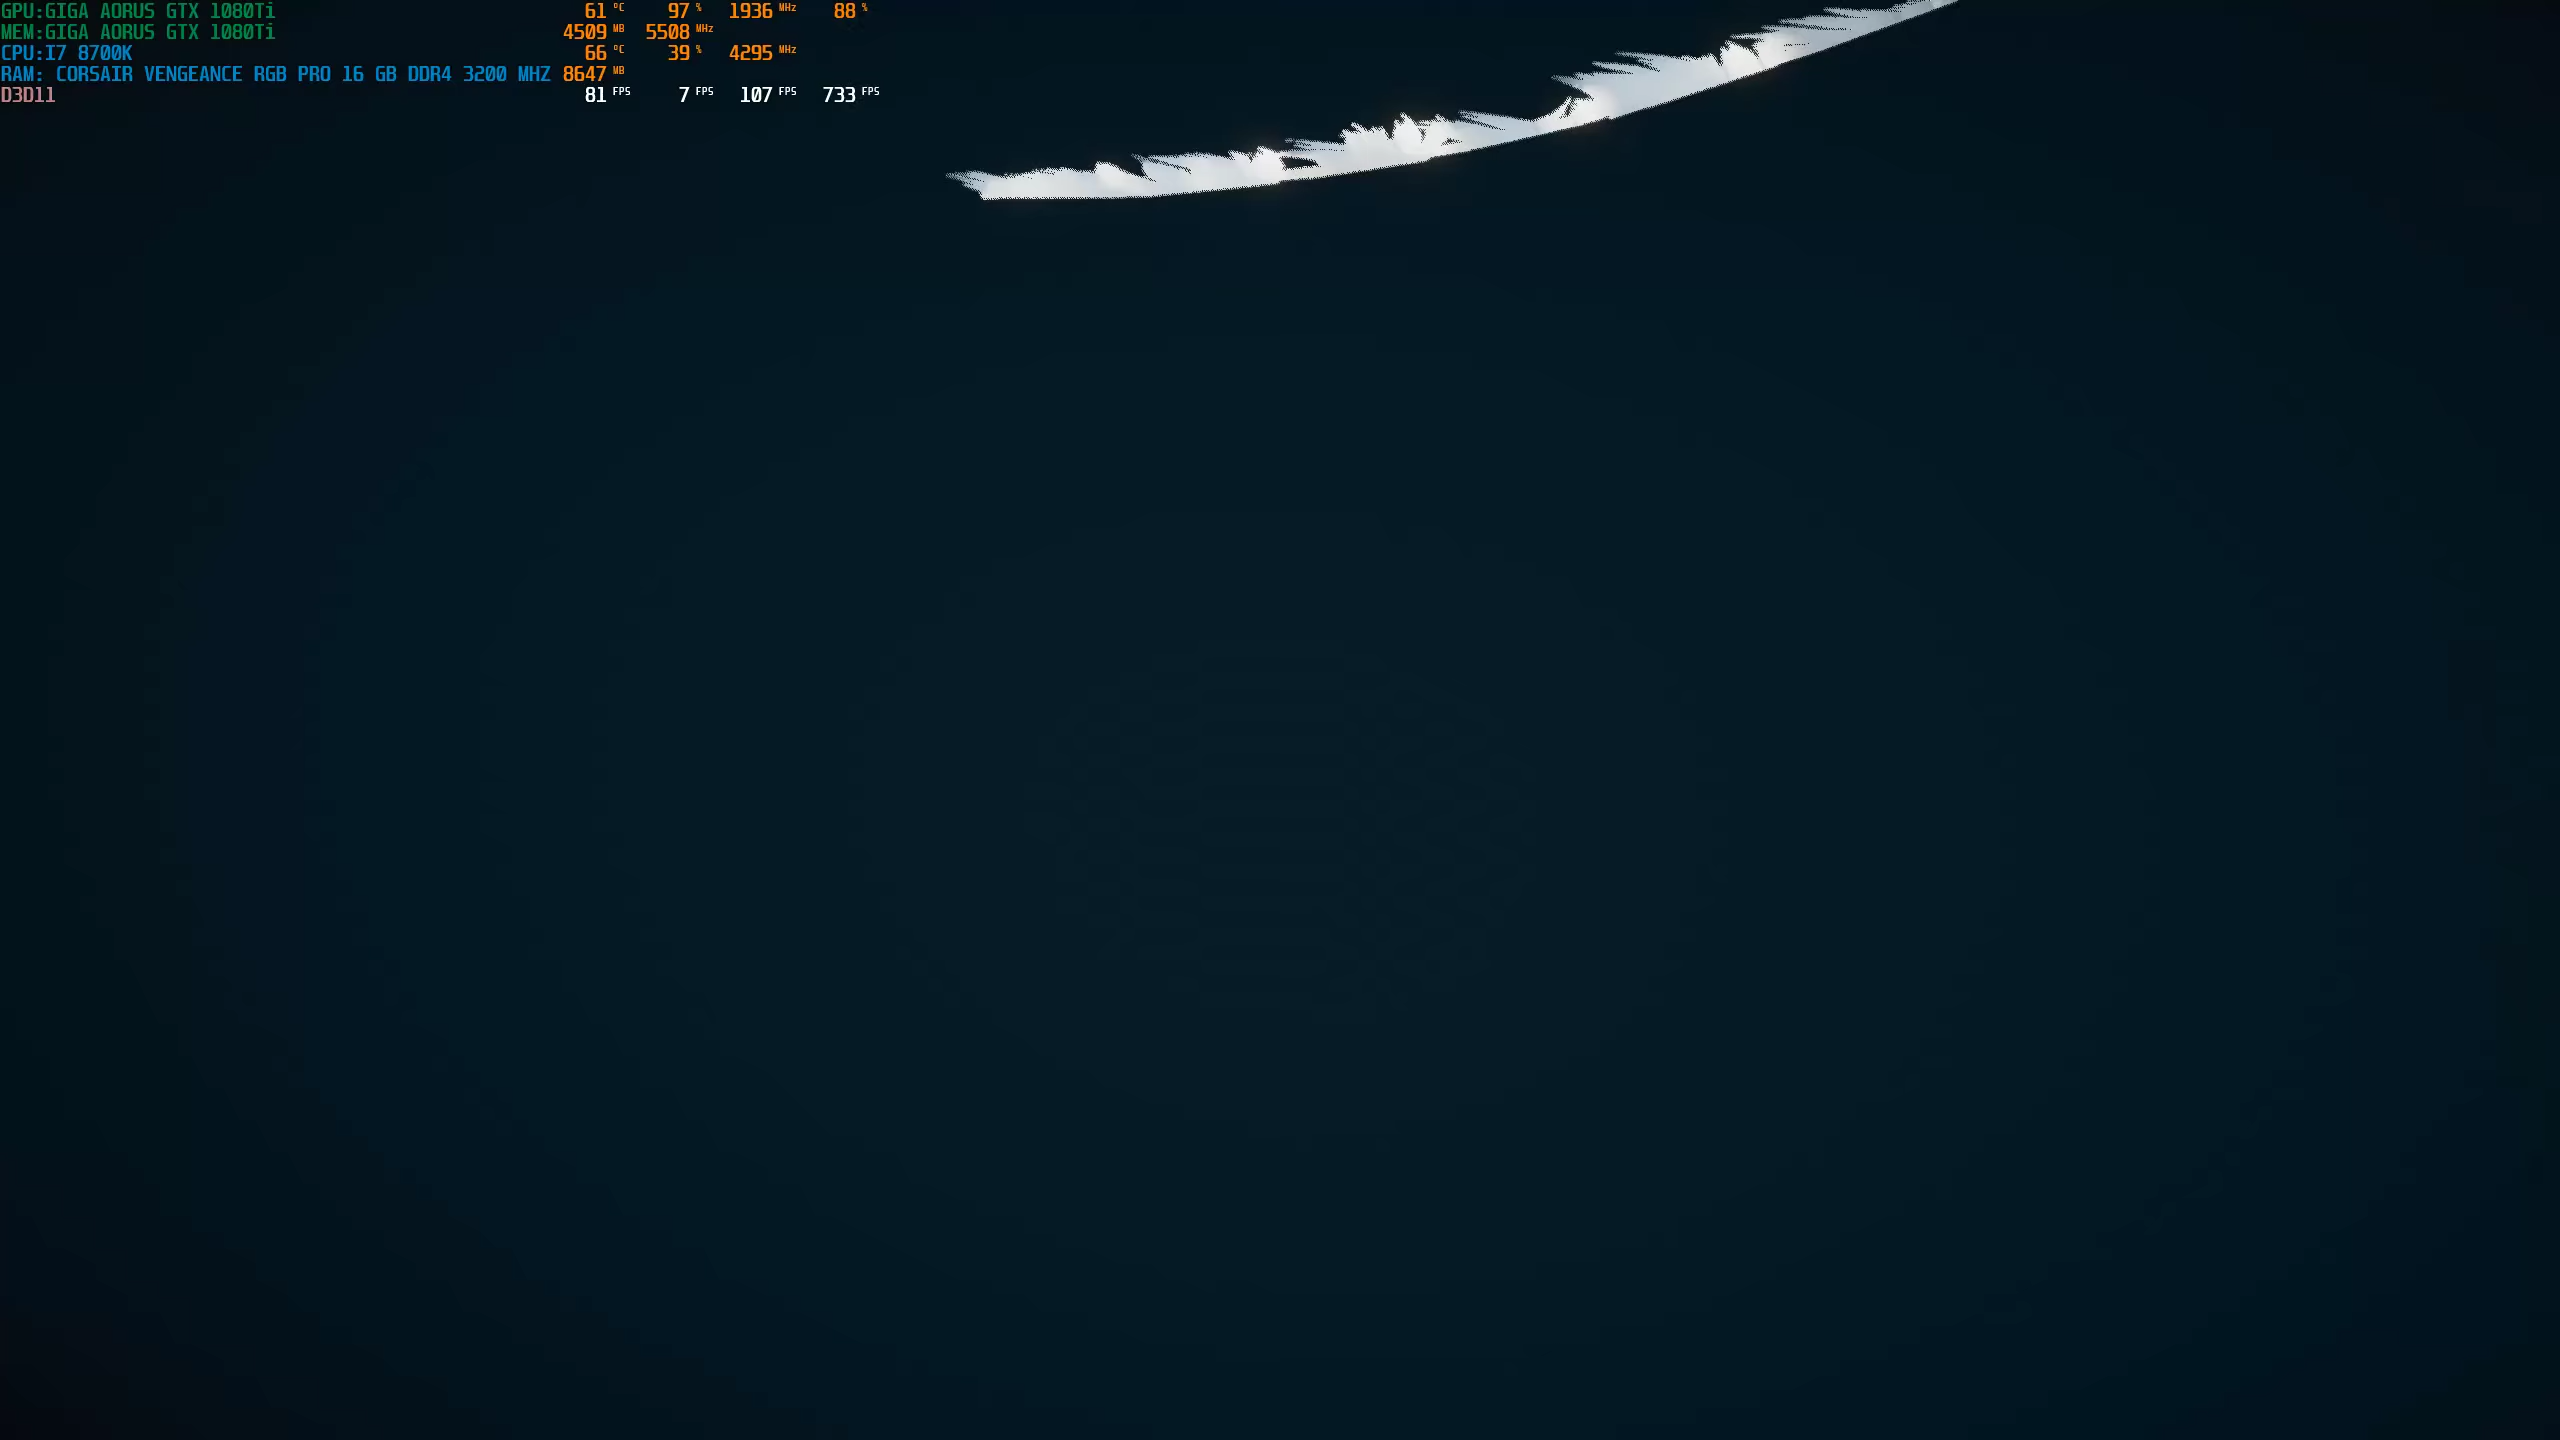 GPU:GIGA AORUS GTX 1080Ti 61 °C 97 % 1936 MHz 88 %
MEM:GIGA AORUS GTX 1080Ti 4509 MB 5508 MHz
CPU:I7 8700K 66 °C 39 % 4295 MHz
RAM: CORSAIR VENGEANCE RGB PRO 16 GB DDR4 3200 MHZ 8647 MB
D3D11 81 FPS 7 FPS 107 FPS 733 FPS